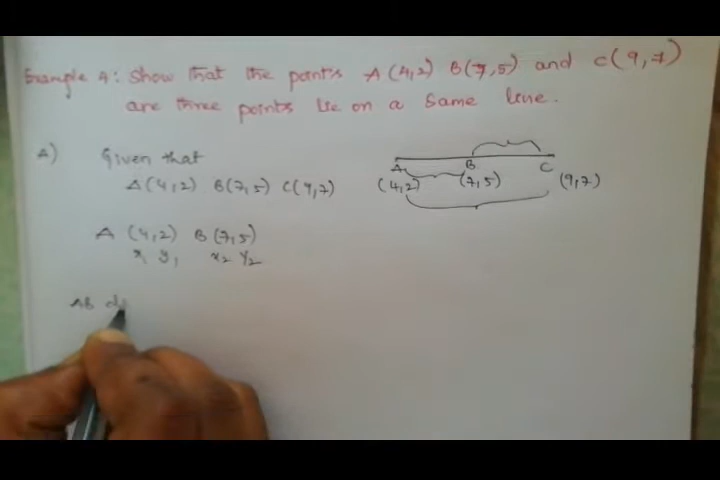 Example 4: Show that the points A (4,2) B (7,5) and C (9,7)
are three points lie on a same line.
A) Given that
A (4,2) B (7,5) C (9,7)
A B C
(4,2) (7,5) (9,7)
A (4,2) B (7,5)
x₁ y₁ x₂ y₂
AB